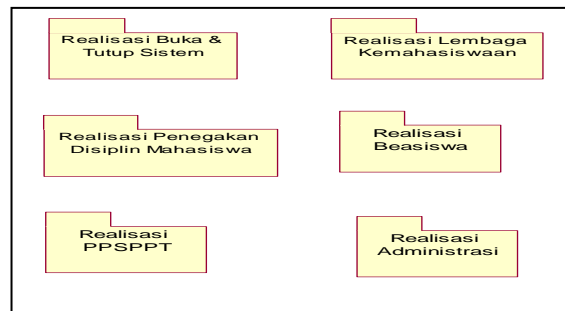 Realisasi Buka &
Tutup Sistem
Realisasi Lembaga
Kemahasiswaan
Realisasi Penegakan
Disiplin Mahasiswa
Realisasi
Beasiswa
Realisasi
PPSPPT
Realisasi
Administrasi